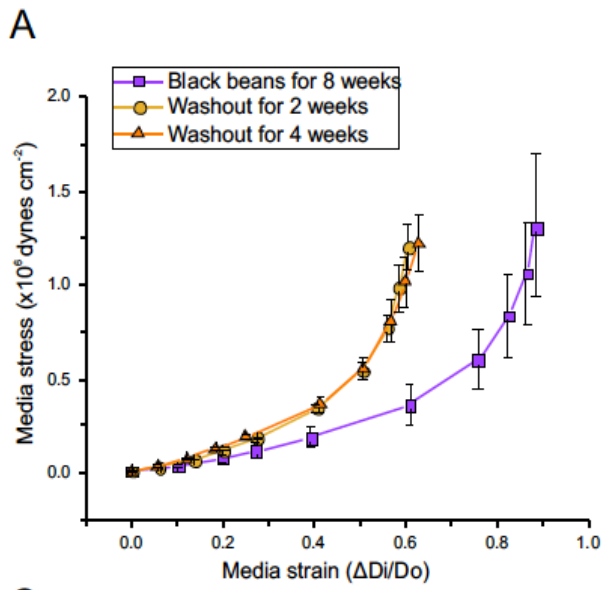 A
Black beans for 8 weeks
Washout for 2 weeks
Washout for 4 weeks
2.0
1.5
1.0
0.5
0.0
Media stress (x10⁶ dynes cm⁻²)
0.0 0.2 0.4 0.6 0.8 1.0
Media strain (ΔDi/Do)